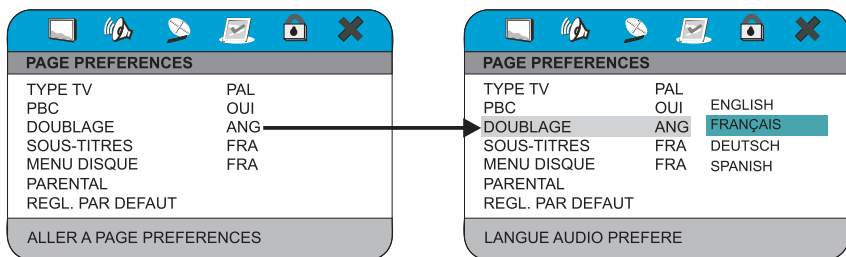 PAGE PREFERENCES
TYPE TV PAL
PBC OUI
DOUBLAGE ANG
SOUS-TITRES FRA
MENU DISQUE FRA
PARENTAL
REGL. PAR DEFAUT
ALLER A PAGE PREFERENCES
PAGE PREFERENCES
TYPE TV PAL
PBC OUI ENGLISH
DOUBLAGE ANG FRANÇAIS
SOUS-TITRES FRA DEUTSCH
MENU DISQUE FRA SPANISH
PARENTAL
REGL. PAR DEFAUT
LANGUE AUDIO PREFERE